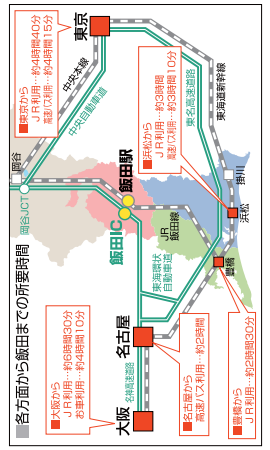 ■各方面から飯田までの所要時間
■東京から
JR利用…約4時間40分
高速バス利用…約4時間15分
東京
中央本線
中央自動車道
岡谷
岡谷JCT
飯田駅
飯田IC
■浜松から
JR利用…約3時間
高速バス利用…約3時間10分
東名高速道路
東海道新幹線
掛川
浜松
JR
飯田線
豊橋
東海環状
自動車道
名古屋
名神高速道路
大阪
■大阪から
JR利用…約3時間30分
お車利用…約4時間10分
■名古屋から
高速バス利用…約2時間
■豊橋から
JR利用…約2時間30分